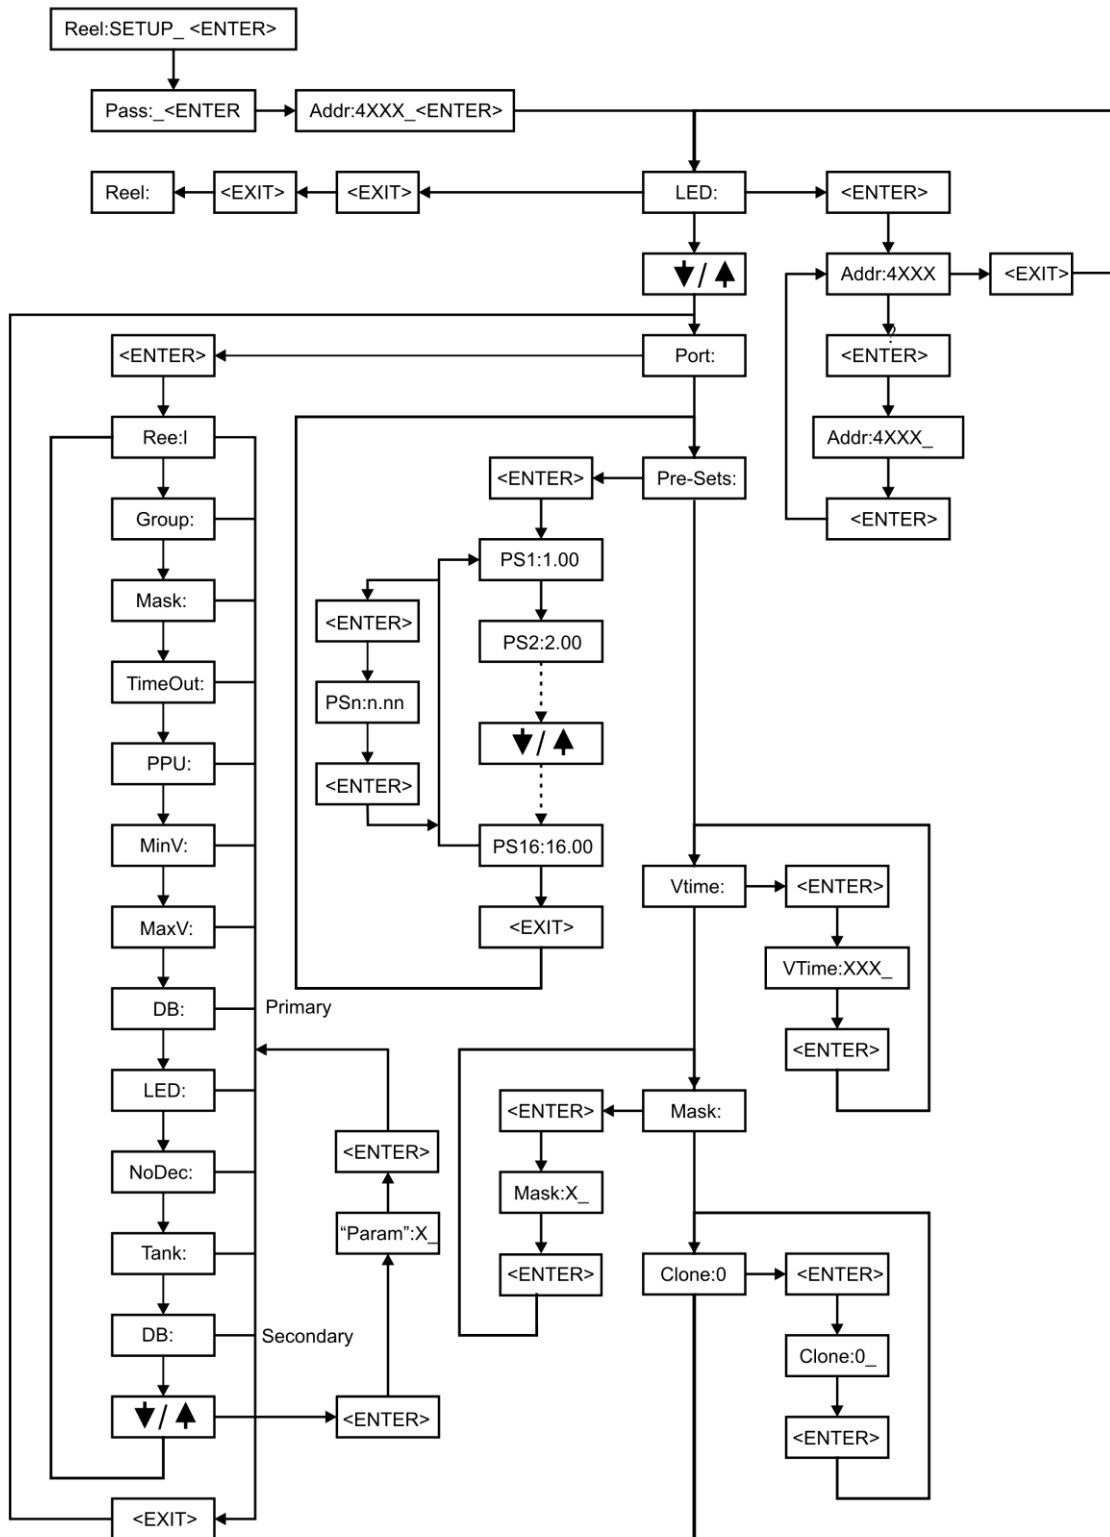 Reel:SETUP_ <ENTER>
Pass:_<ENTER
Addr:4XXX_<ENTER>
Reel:
<EXIT>
<EXIT>
LED:
<ENTER>
/
Addr:4XXX
<EXIT>
<ENTER>
Port:
?
<ENTER>
Ree:l
Addr:4XXX_
<ENTER>
Pre-Sets:
Group:
<ENTER>
PS1:1.00
Mask:
<ENTER>
PS2:2.00
TimeOut:
PSn:n.nn
PPU:
/
<ENTER>
MinV:
PS16:16.00
Vtime:
<ENTER>
MaxV:
<EXIT>
VTime:XXX_
DB:
Primary
<ENTER>
LED:
<ENTER>
Mask:
<ENTER>
NoDec:
Mask:X_
"Param":X_
Tank:
<ENTER>
Clone:0
<ENTER>
DB:
Secondary
Clone:0_
/
<ENTER>
<ENTER>
<EXIT>